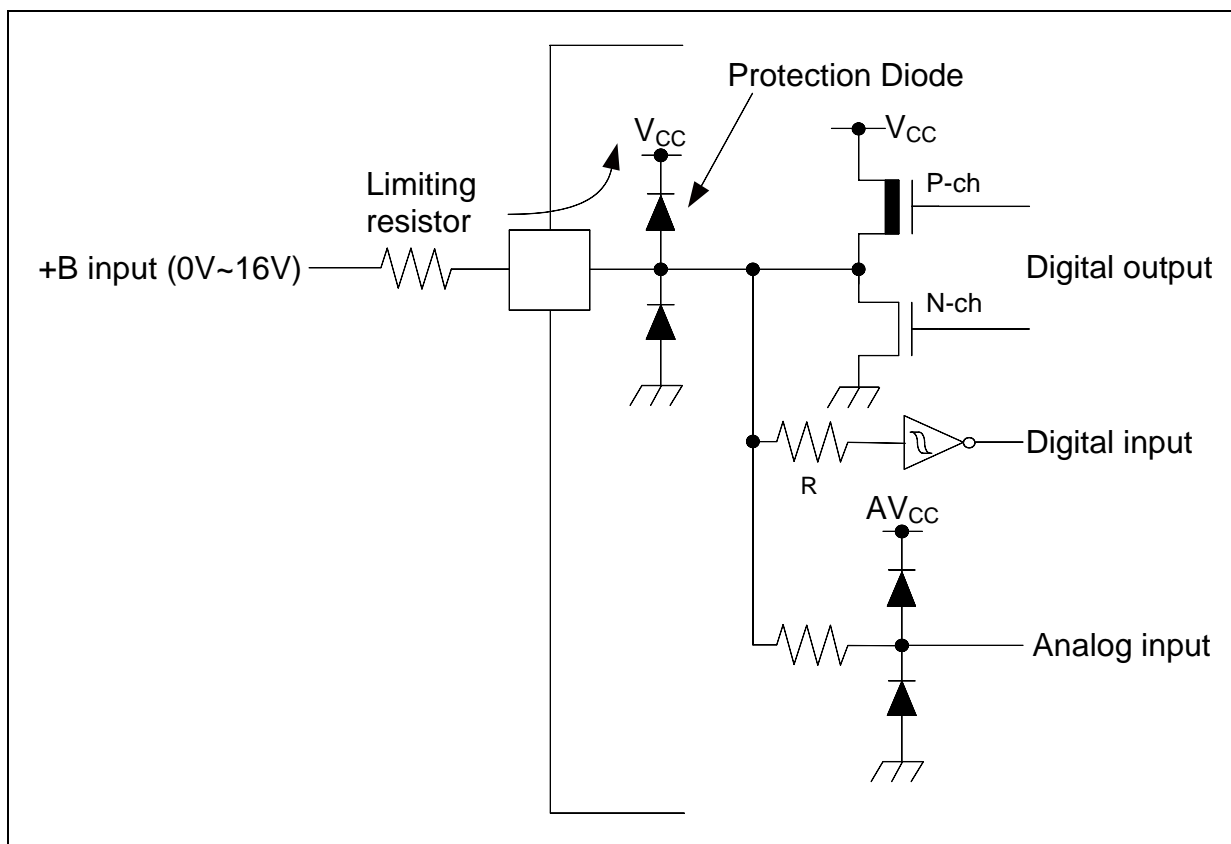 Protection Diode
VCC
VCC
P-ch
Limiting
resistor
+B input (0V~16V)
Digital output
N-ch
Digital input
R
AVCC
Analog input